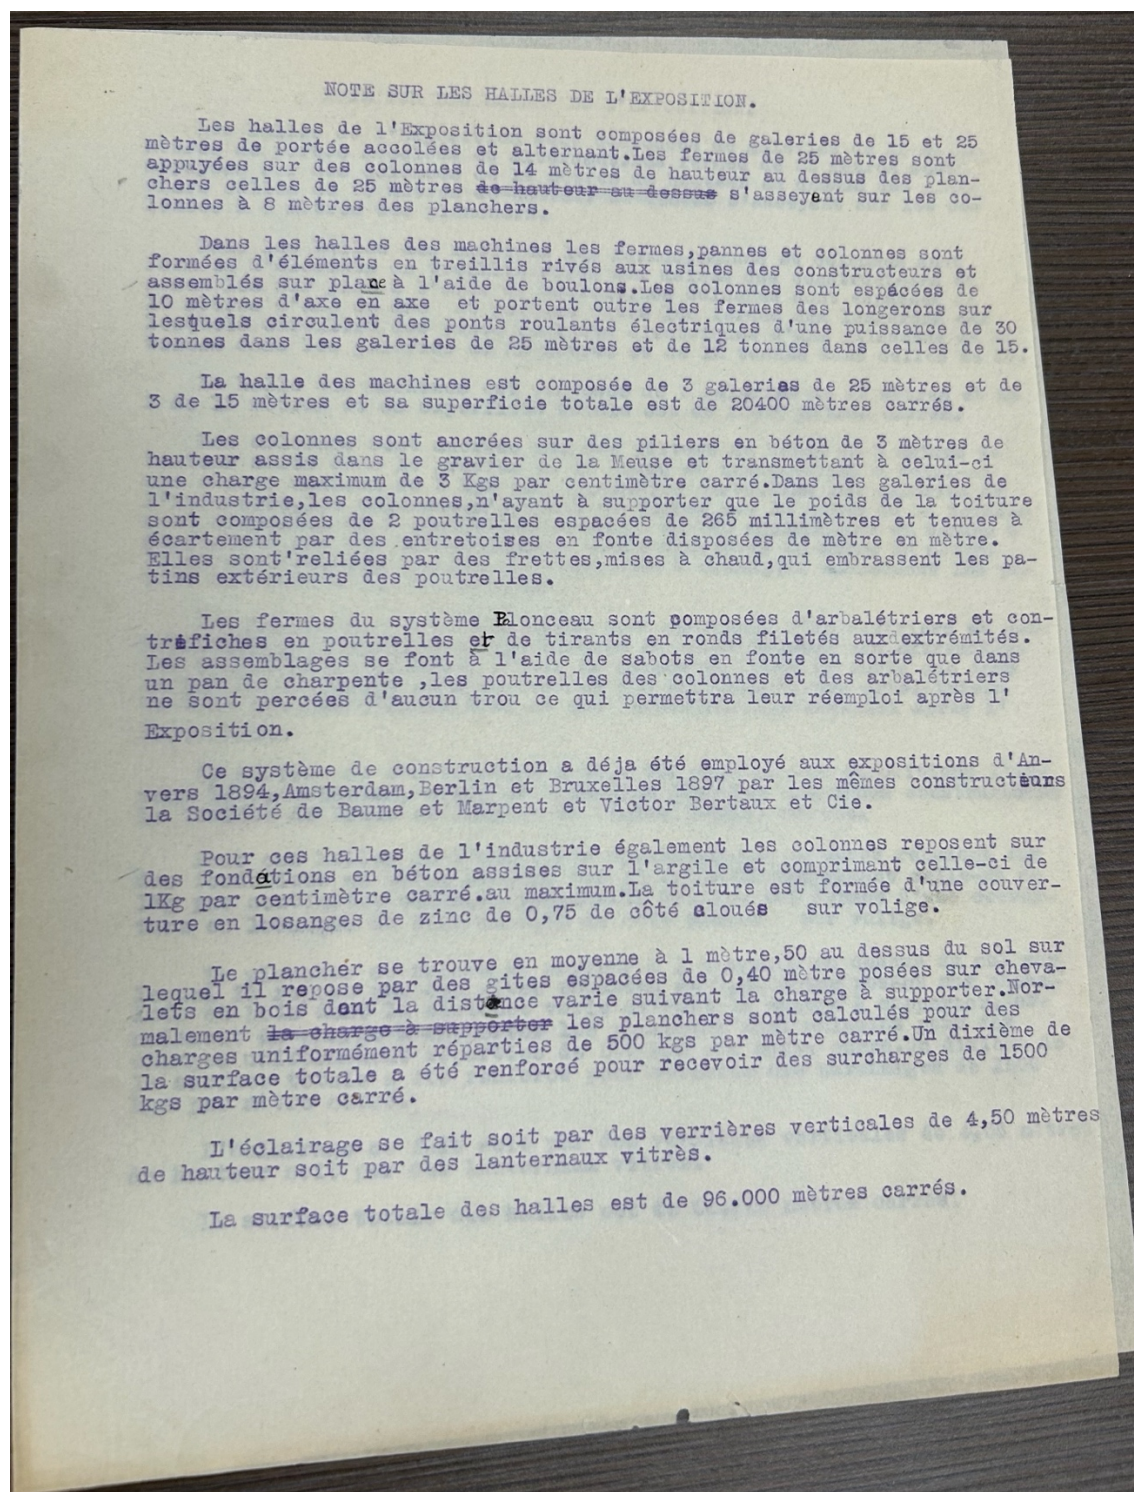 NOTE SUR LES HALLES DE L'EXPOSITION.
Les halles de l'Exposition sont composées de galeries de 15 et 25
mètres de portée accolées et alternant.Les fermes de 25 mètres sont
appuyées sur des colonnes de 14 mètres de hauteur au dessus des plan-
chers celles de 25 mètres de hauteur au dessus s'asseyent sur les co-
lonnes à 8 mètres des planchers.
Dans les halles des machines les fermes,pannes et colonnes sont
formées d'éléments en treillis rivés aux usines des constructeurs et
assemblés sur place à l'aide de boulons.Les colonnes sont espácées de
10 mètres d'axe en axe et portent outre les fermes des longerons sur
lesquels circulent des ponts roulants électriques d'une puissance de 30
tonnes dans les galeries de 25 mètres et de 12 tonnes dans celles de 15.
La halle des machines est composée de 3 galeries de 25 mètres et de
3 de 15 mètres et sa superficie totale est de 20400 mètres carrés.
Les colonnes sont ancrées sur des piliers en béton de 3 mètres de
hauteur assis dans le gravier de la Meuse et transmettant à celui-ci
une charge maximum de 3 Kgs par centimètre carré.Dans les galeries de
l'industrie,les colonnes,n'ayant à supporter que le poids de la toiture
sont composées de 2 poutrelles espacées de 265 millimètres et tenues à
écartement par des entretoises en fonte disposées de mètre en mètre.
Elles sont'reliées par des frettes,mises à chaud,qui embrassent les pa-
tins extérieurs des poutrelles.
Les fermes du système Polonceau sont pomposées d'arbalétriers et con-
trefiches en poutrelles et de tirants en ronds filetés aux extrémités.
Les assemblages se font à l'aide de sabots en fonte en sorte que dans
un pan de charpente ,les poutrelles des colonnes et des arbalétriers
ne sont percées d'aucun trou ce qui permettra leur réemploi après l'
Exposition.
Ce système de construction a déja été employé aux expositions d'An-
vers 1894,Amsterdam,Berlin et Bruxelles 1897 par les mêmes constructeurs
la Société de Baume et Marpent et Victor Bertaux et Cie.
Pour ces halles de l'industrie également les colonnes reposent sur
des fondations en béton assises sur l'argile et comprimant celle-ci de
1Kg par centimètre carré.au maximum.La toiture est formée d'une couver-
ture en losanges de zinc de 0,75 de côté cloués sur volige.
Le planchér se trouve en moyenne à 1 mètre,50 au dessus du sol sur
lequel il repose par des gites espacées de 0,40 mètre posées sur cheva-
lets en bois dont la distance varie suivant la charge à supporter.Nor-
malement la charge à supporter les planchers sont calculés pour des
charges uniformément réparties de 500 kgs par mètre carré.Un dixième de
la surface totale a été renforcé pour recevoir des surcharges de 1500
kgs par mètre carré.
L'éclairage se fait soit par des verrières verticales de 4,50 mètres
de hauteur soit par des lanternaux vitrès.
La surface totale des halles est de 96.000 mètres carrés.